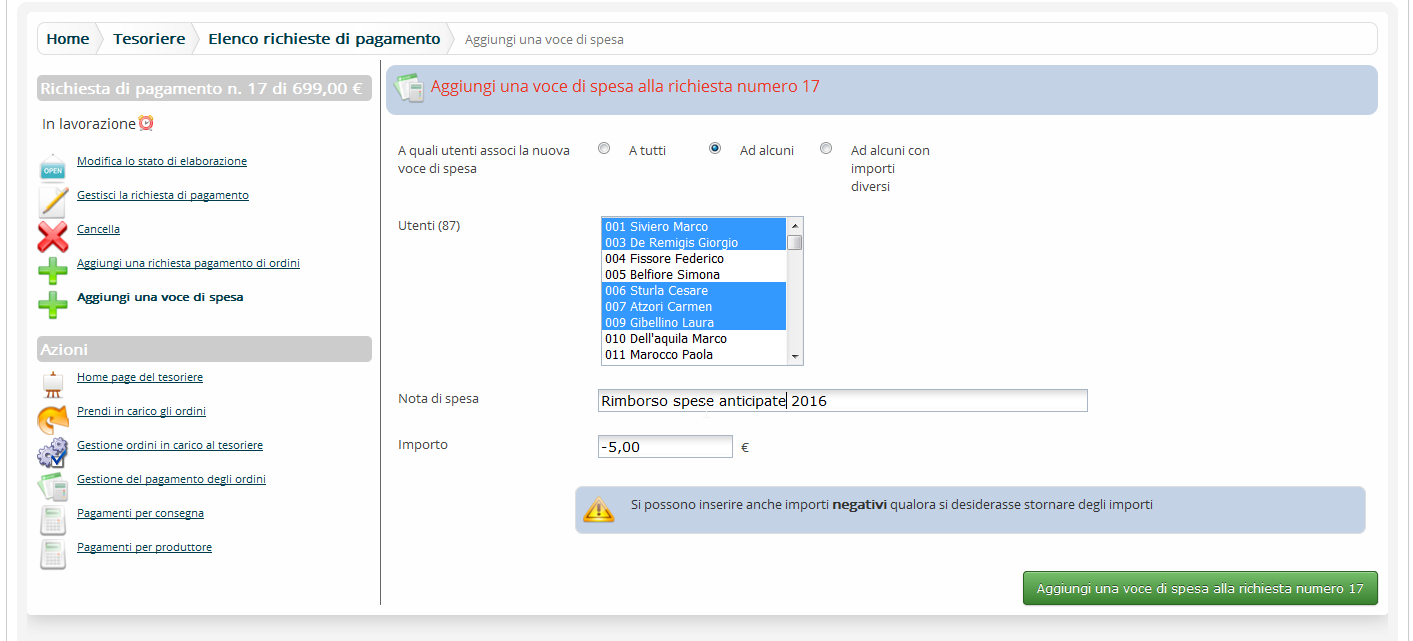 Home Tesoriere Elenco richieste di pagamento Aggiungi una voce di spesa
Richiesta di pagamento n. 17 di 699,00 €
In lavorazione
OPEN
Modifica lo stato di elaborazione
Gestisci la richiesta di pagamento
Cancella
Aggiungi una richiesta pagamento di ordini
Aggiungi una voce di spesa
Azioni
Home page del tesoriere
Prendi in carico gli ordini
Gestione ordini in carico al tesoriere
Gestione del pagamento degli ordini
Pagamenti per consegna
Pagamenti per produttore
Aggiungi una voce di spesa alla richiesta numero 17
A quali utenti associ la nuova
voce di spesa
A tutti
Ad alcuni
Ad alcuni con
importi
diversi
Utenti (87)
001 Siviero Marco
003 De Remigis Giorgio
004 Fissore Federico
005 Belfiore Simona
006 Sturla Cesare
007 Atzori Carmen
009 Gibellino Laura
010 Dell'aquila Marco
011 Marocco Paola
Nota di spesa
Rimborso spese anticipate 2016
Importo
-5,00 €
Si possono inserire anche importi negativi qualora si desiderasse stornare degli importi
Aggiungi una voce di spesa alla richiesta numero 17